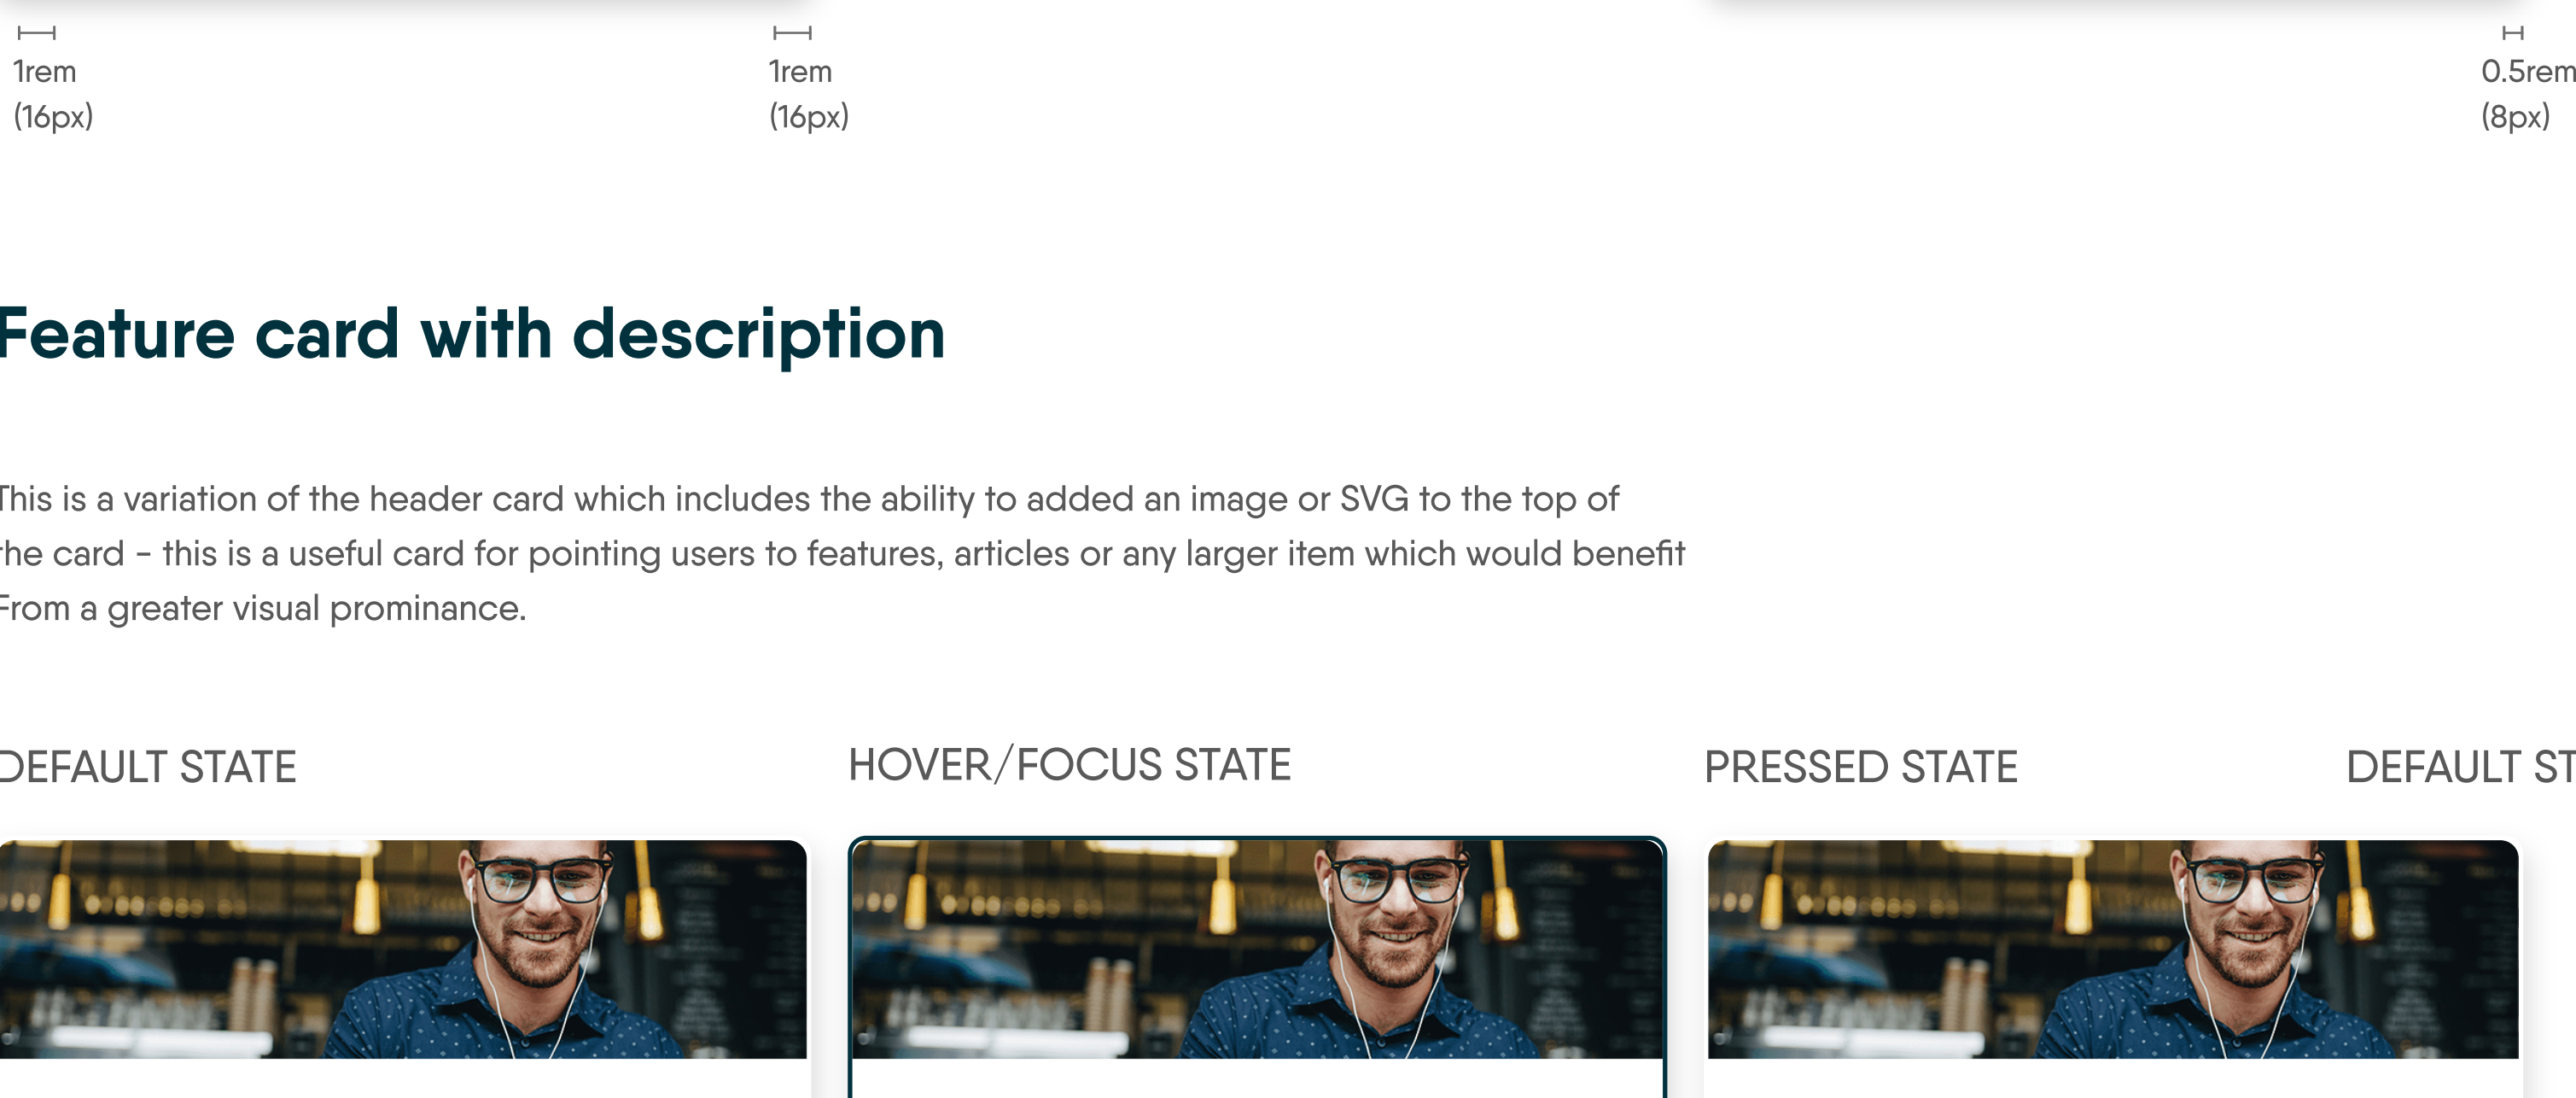 1rem
(16px)
1rem
(16px)
0.5rem
(8px)
Feature card with description
This is a variation of the header card which includes the ability to added an image or SVG to the top of
the card - this is a useful card for pointing users to features, articles or any larger item which would benefit
From a greater visual prominance.
DEFAULT STATE
HOVER/FOCUS STATE
PRESSED STATE
DEFAULT ST